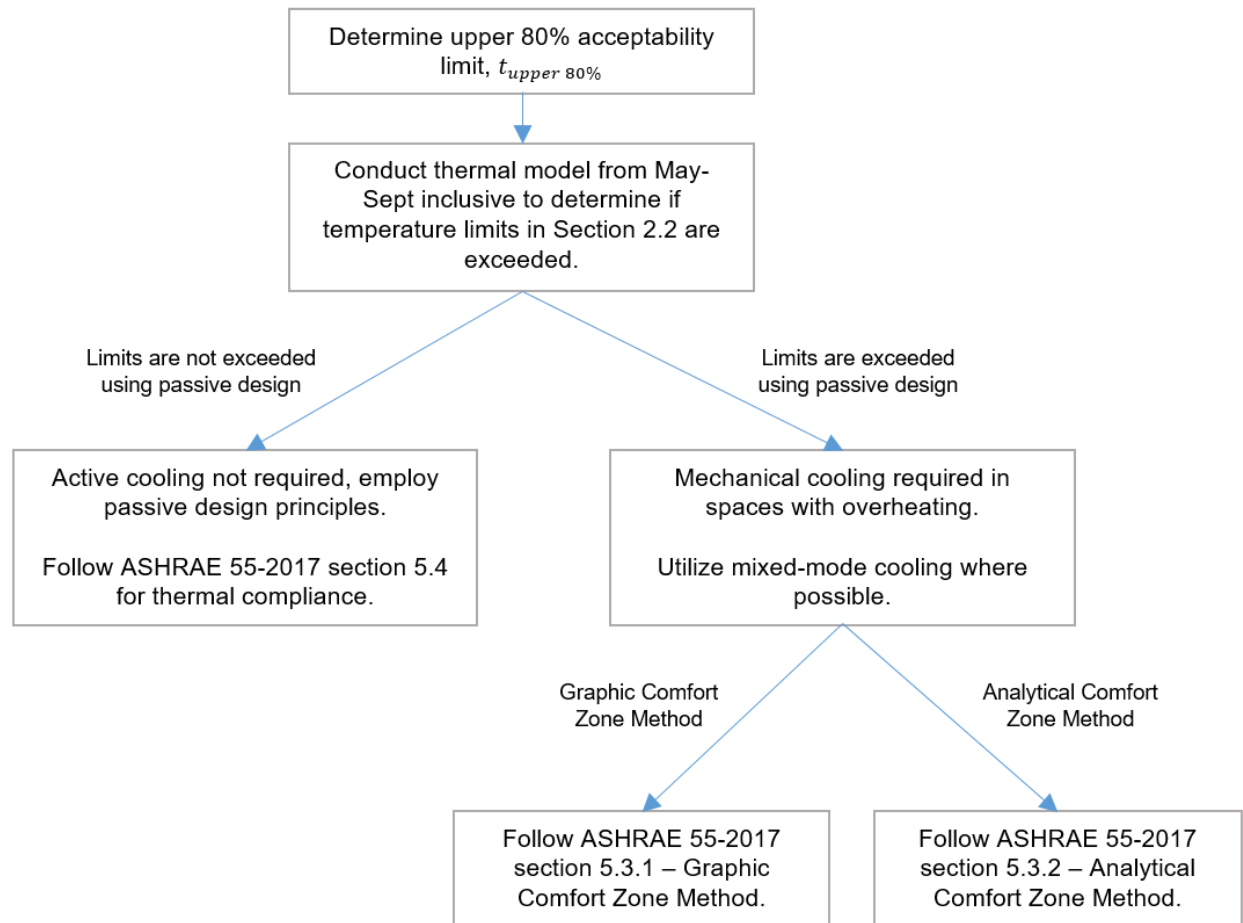 Determine upper 80% acceptability
limit, t_upper 80%
Conduct thermal model from May-
Sept inclusive to determine if
temperature limits in Section 2.2 are
exceeded.
Limits are not exceeded
using passive design
Limits are exceeded
using passive design
Active cooling not required, employ
passive design principles.
Follow ASHRAE 55-2017 section 5.4
for thermal compliance.
Mechanical cooling required in
spaces with overheating.
Utilize mixed-mode cooling where
possible.
Graphic Comfort
Zone Method
Analytical Comfort
Zone Method
Follow ASHRAE 55-2017
section 5.3.1 – Graphic
Comfort Zone Method.
Follow ASHRAE 55-2017
section 5.3.2 – Analytical
Comfort Zone Method.